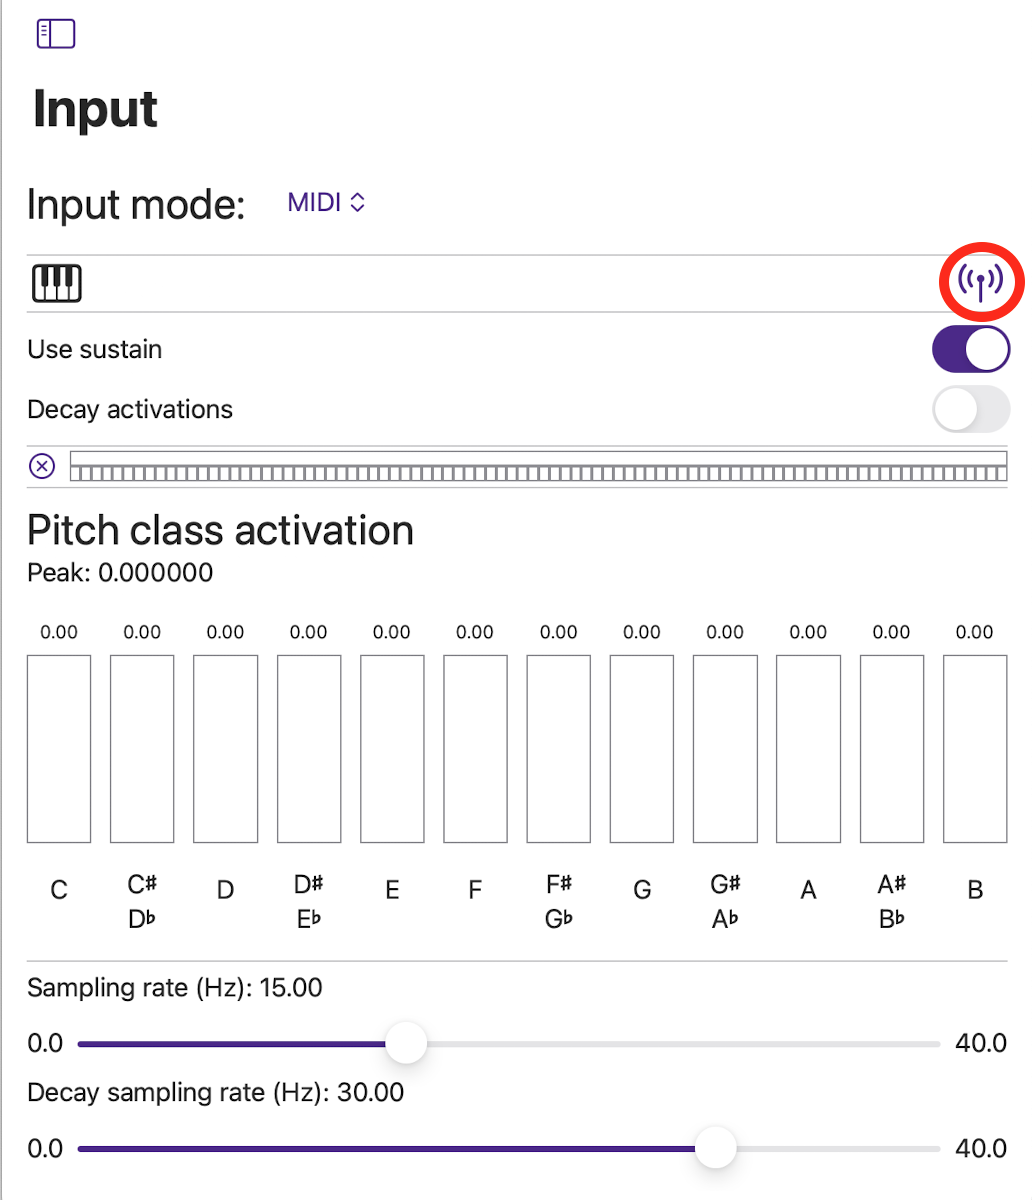 Input
Input mode: MIDI
Use sustain
Decay activations
Pitch class activation
Peak: 0.000000
0.00 0.00 0.00 0.00 0.00 0.00 0.00 0.00 0.00 0.00 0.00 0.00
C C# D D# E F F# G G# A A# B
D♭ E♭ G♭ A♭ B♭
Sampling rate (Hz): 15.00
0.0 40.0
Decay sampling rate (Hz): 30.00
0.0 40.0